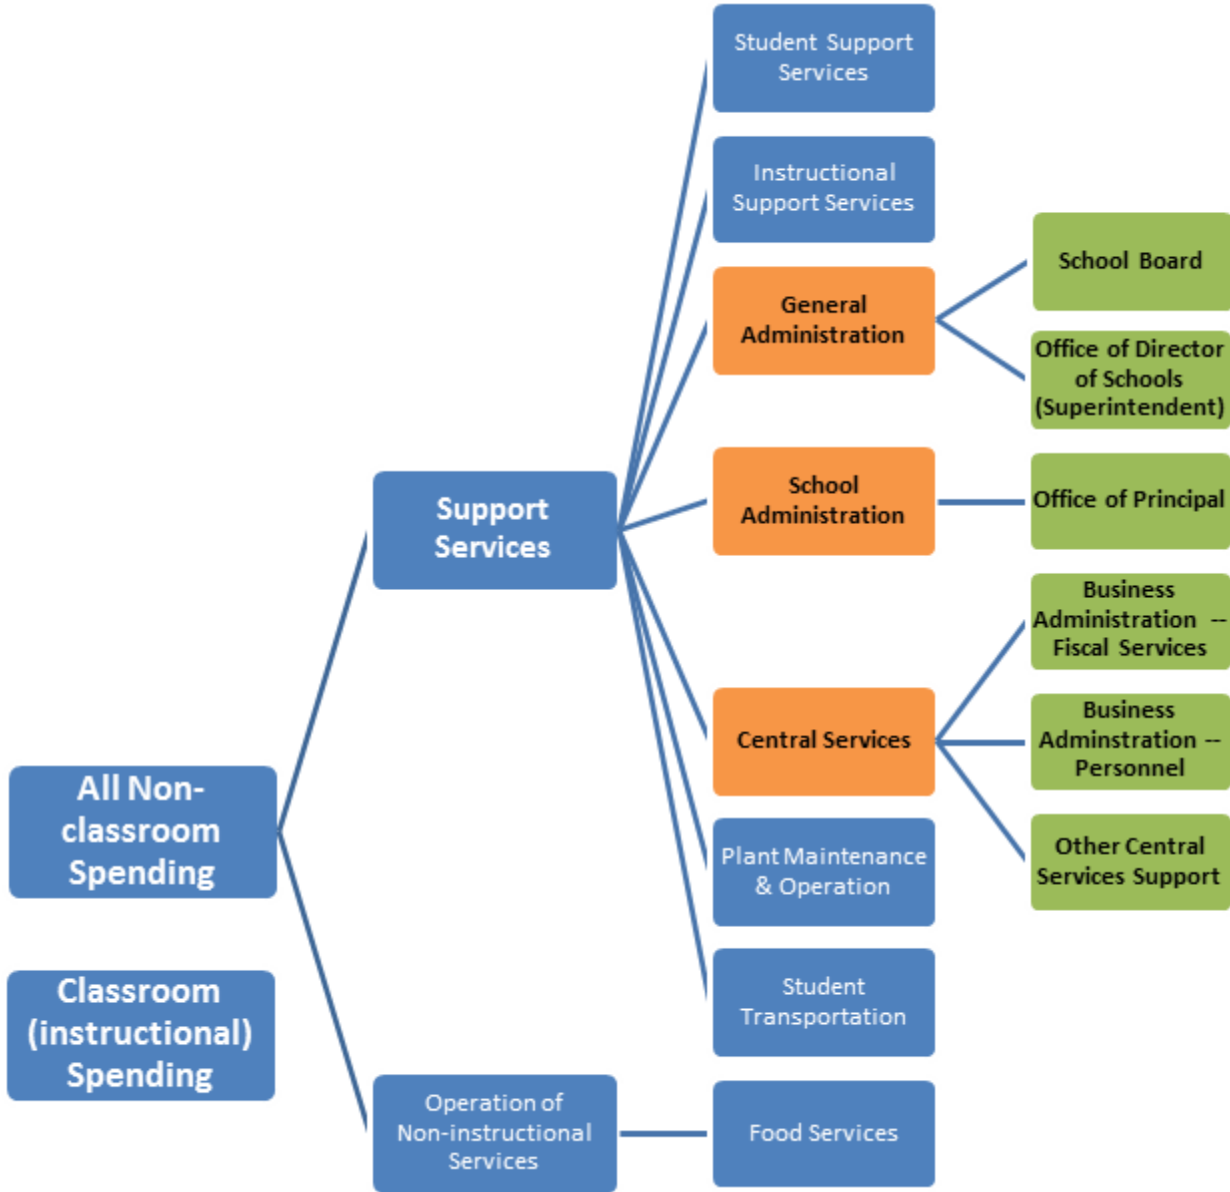 Student Support
Services
Instructional
Support Services
General
Administration
School Board
Office of Director
of Schools
(Superintendent)
School
Administration
Office of Principal
Support
Services
Business
Administration --
Fiscal Services
Central Services
Business
Adminstration --
Personnel
Other Central
Services Support
All Non-
classroom
Spending
Plant Maintenance
& Operation
Student
Transportation
Classroom
(instructional)
Spending
Operation of
Non-instructional
Services
Food Services